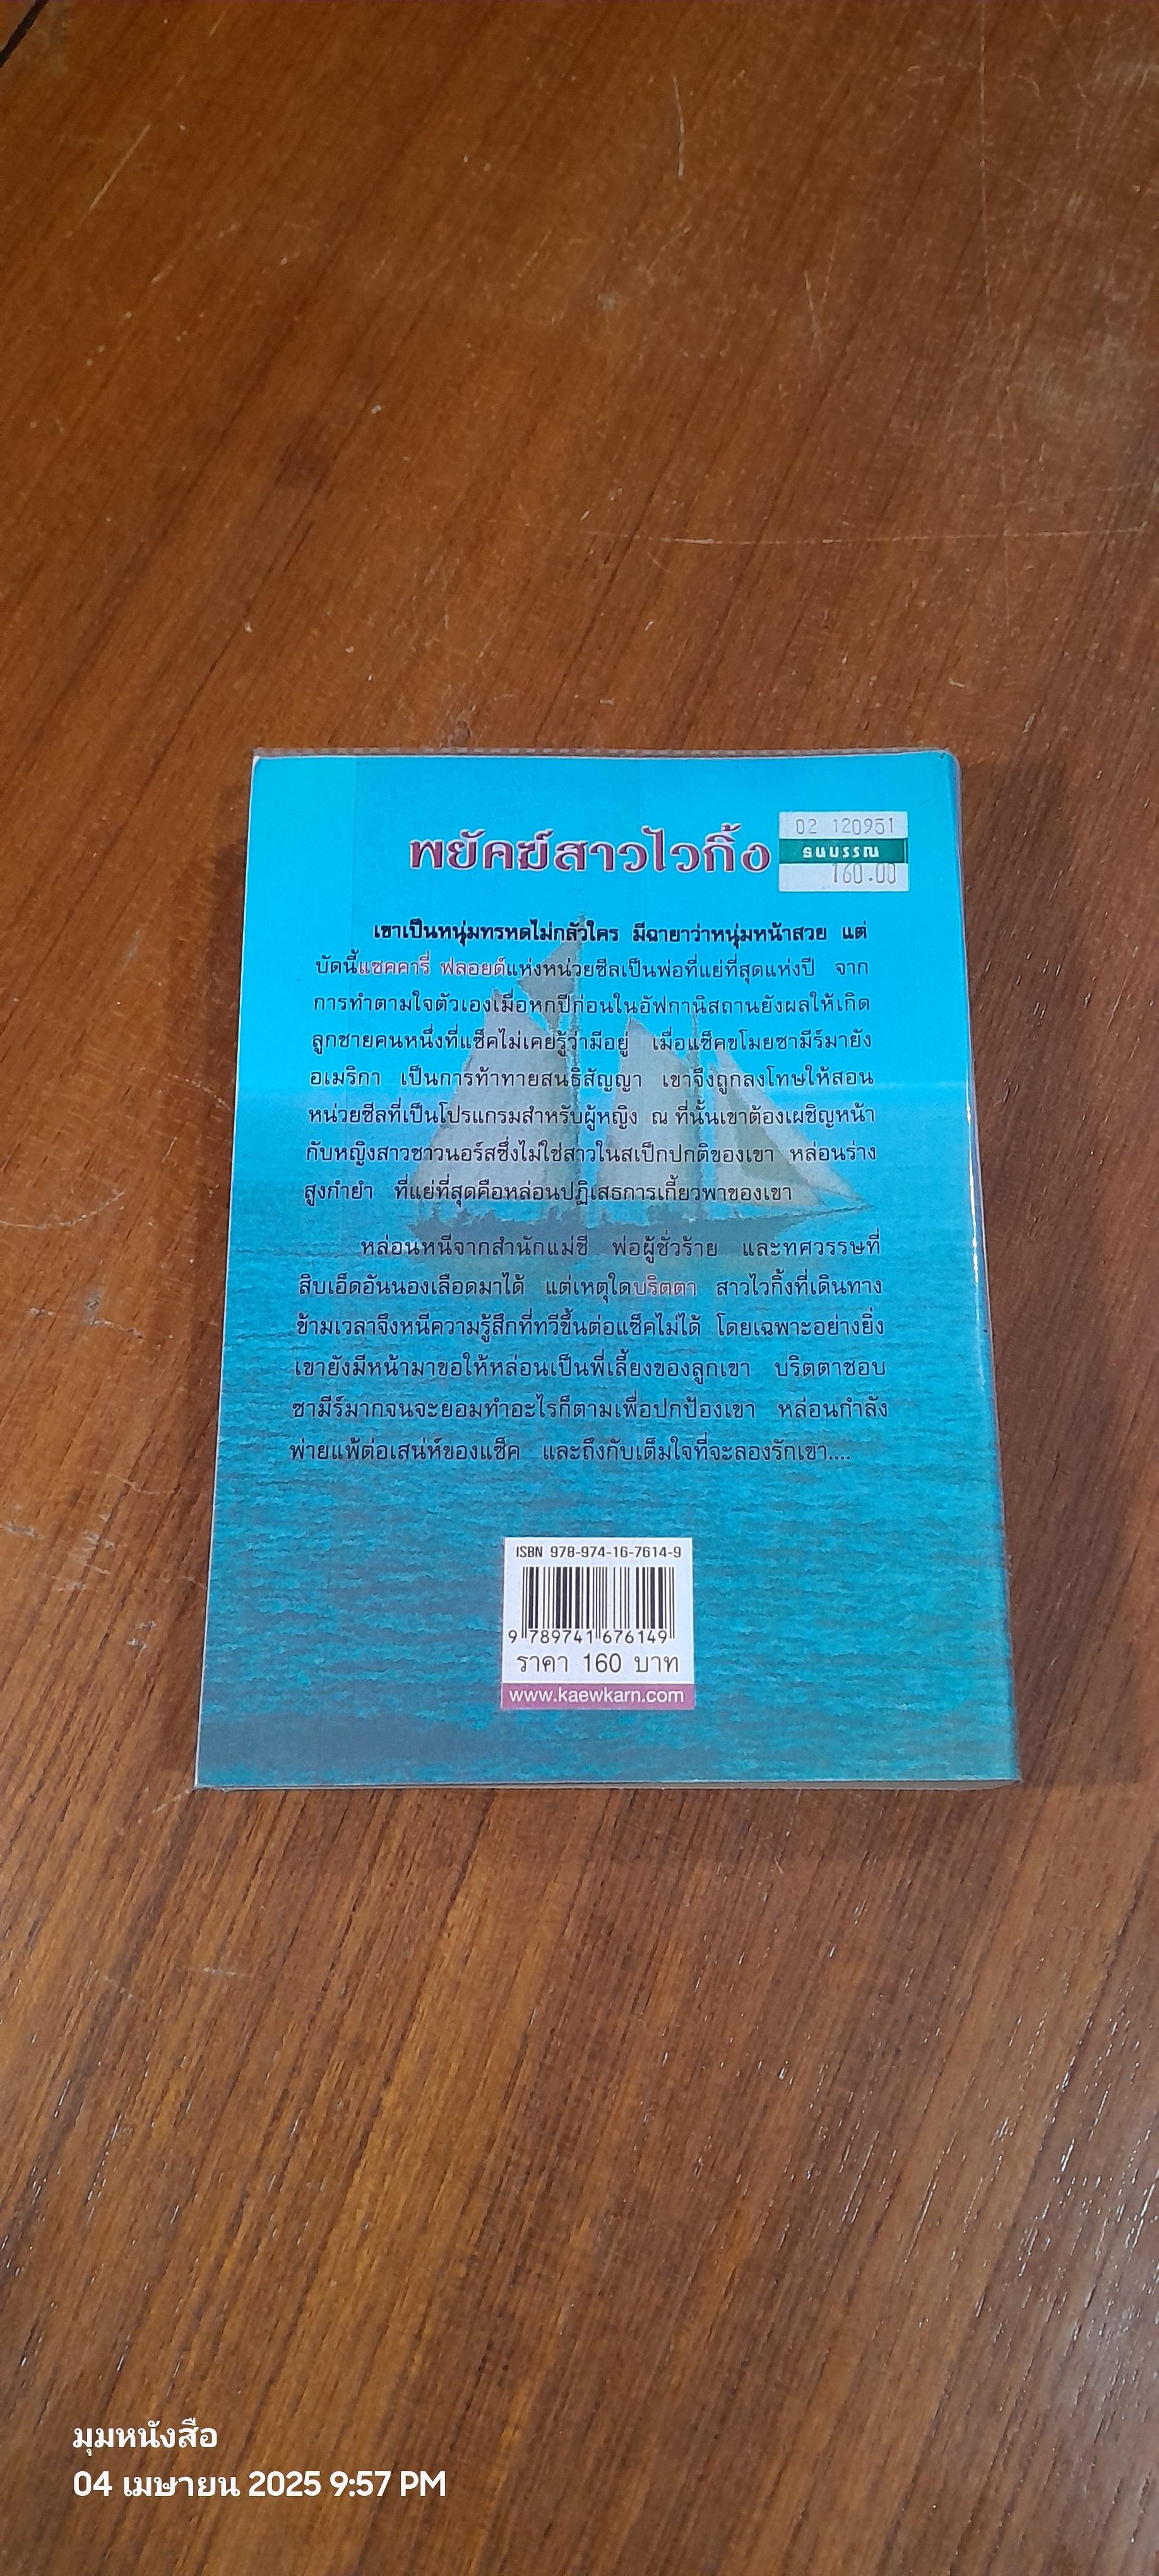 พยัคฆ์สาวไวกิ้ง
02 120951
ธนบรรณ
160.00
เขาเป็นหนุ่มทรหดไม่กลัวใคร มีฉายาว่าหนุ่มหน้าสวย แต่
บัดนี้แซคคารี่ ฟลอยด์แห่งหน่วยซีลเป็นพ่อที่แย่ที่สุดแห่งปี จาก
การทำตามใจตัวเองเมื่อหกปีก่อนในอัฟกานิสถานยังผลให้เกิด
ลูกชายคนหนึ่งที่แซ็คไม่เคยรู้ว่ามีอยู่ เมื่อแซ็คขโมยซามีร์มายัง
อเมริกา เป็นการท้าทายสนธิสัญญา เขาจึงถูกลงโทษให้สอน
หน่วยซีลที่เป็นโปรแกรมสำหรับผู้หญิง ณ ที่นั้นเขาต้องเผชิญหน้า
กับหญิงสาวชาวนอร์สซึ่งไม่ใช่สาวในสเป็กปกติของเขา หล่อนร่าง
สูงกำยำ ที่แย่ที่สุดคือหล่อนปฏิเสธการเกี้ยวพาของเขา
หล่อนหนีจากสำนักแม่ชี พ่อผู้ชั่วร้าย และทศวรรษที่
สิบเอ็ดอันนองเลือดมาได้ แต่เหตุใดบริตตา สาวไวกิ้งที่เดินทาง
ข้ามเวลาจึงหนีความรู้สึกที่ทวีขึ้นต่อแซ็คไม่ได้ โดยเฉพาะอย่างยิ่ง
เขายังมีหน้ามาขอให้หล่อนเป็นพี่เลี้ยงของลูกเขา บริตตาชอบ
ซามีร์มากจนจะยอมทำอะไรก็ตามเพื่อปกป้องเขา หล่อนกำลัง
พ่ายแพ้ต่อเสน่ห์ของแซ็ค และถึงกับเต็มใจที่จะลองรักเขา....
ISBN 978-974-16-7614-9
9 789741 676149
ราคา 160 บาท
www.kaewkarn.com
มุมหนังสือ
04 เมษายน 2025 9:57 PM